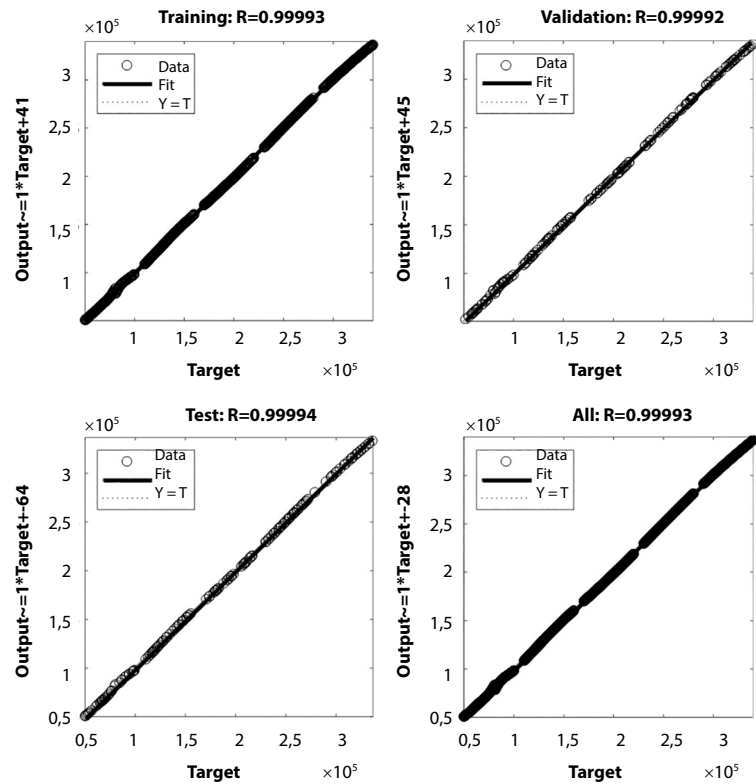 Training: R=0.99993
×10⁵
Output~=1*Target+41
3
2,5
2
1,5
1
Data
Fit
Y = T
1
1,5
2
2,5
3
Target
×10⁵
Validation: R=0.99992
×10⁵
Output~=1*Target+45
3
2,5
2
1,5
1
Data
Fit
Y = T
1
1,5
2
2,5
3
Target
×10⁵
Test: R=0.99994
×10⁵
Output~=1*Target+-64
3
2,5
2
1,5
1
0,5
Data
Fit
Y = T
0,5
1
1,5
2
2,5
3
Target
×10⁵
All: R=0.99993
×10⁵
Output~=1*Target+-28
3
2,5
2
1,5
1
0,5
Data
Fit
Y = T
1
1,5
2
2,5
3
Target
×10⁵